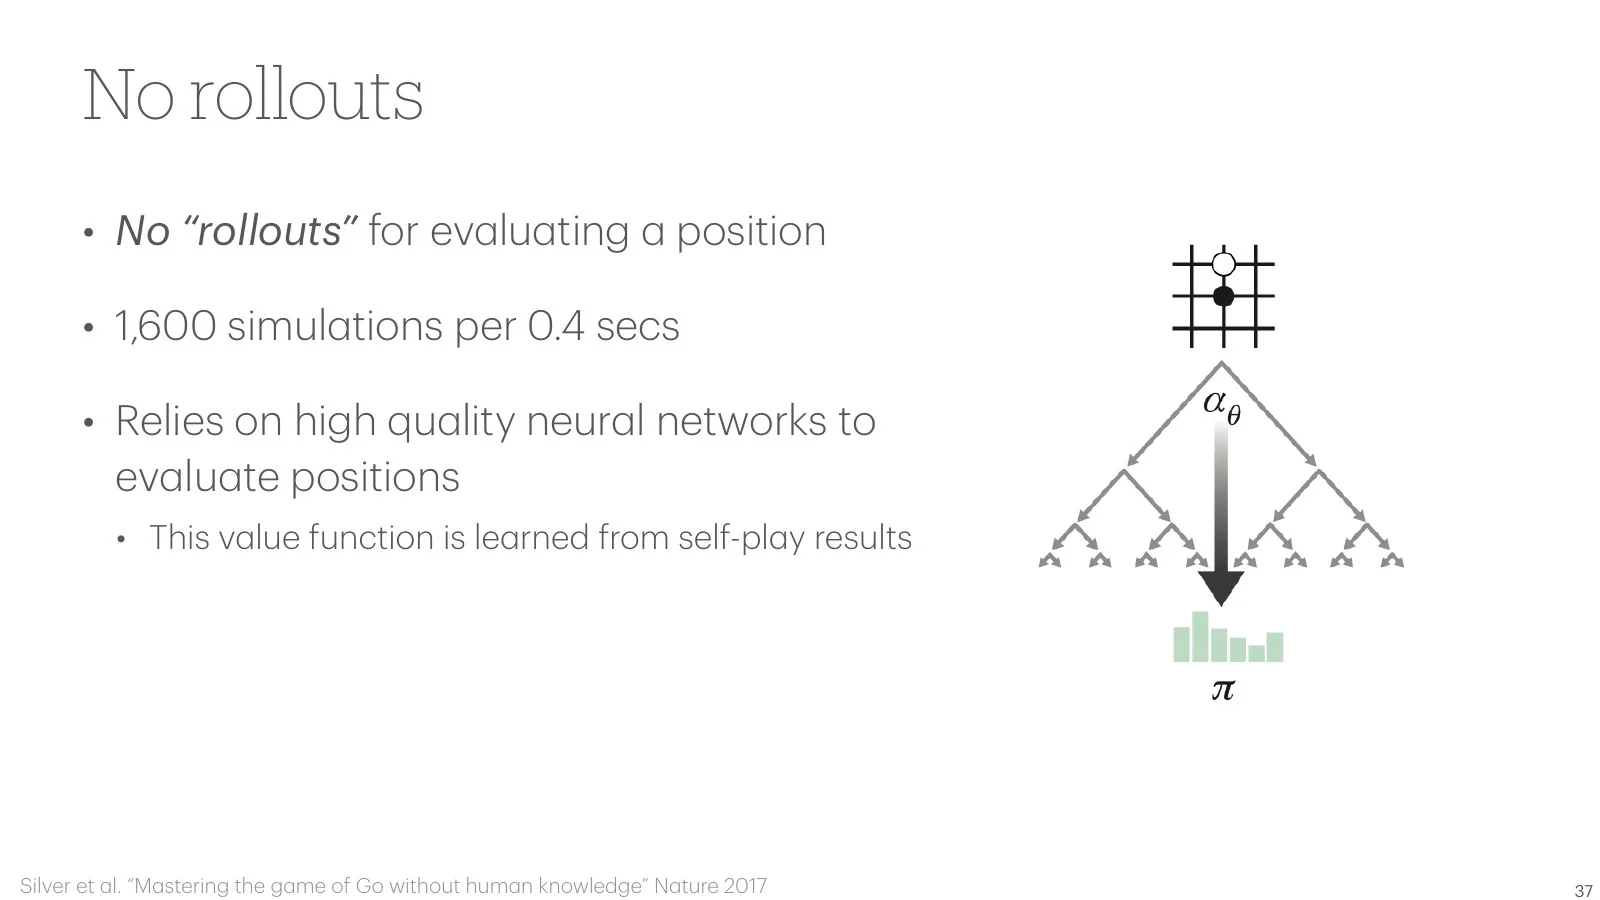 No rollouts
• No “rollouts” for evaluating a position
• 1,600 simulations per 0.4 secs
• Relies on high quality neural networks to
evaluate positions
• This value function is learned from self-play results
αθ
π
Silver et al. “Mastering the game of Go without human knowledge” Nature 2017
37